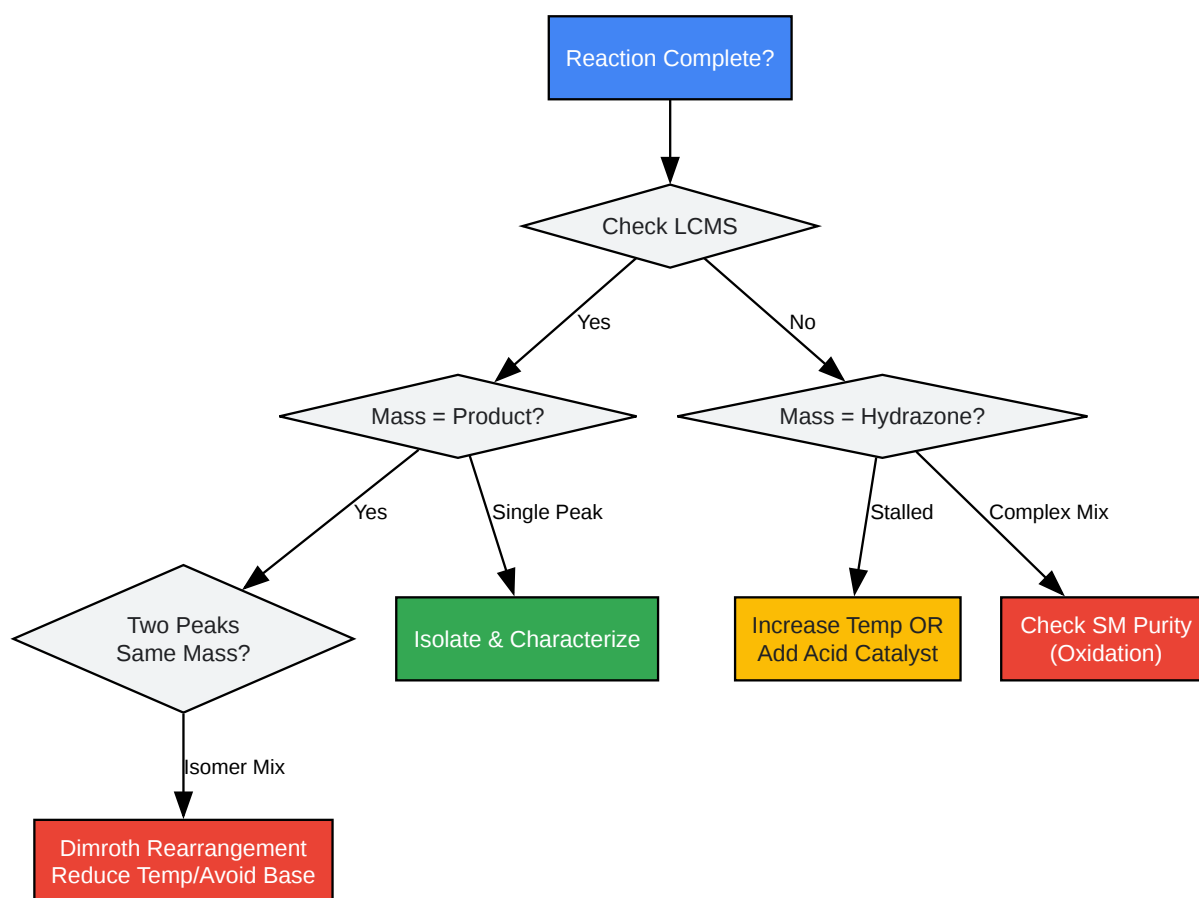 Reaction Complete?
Check LCMS
Yes
No
Mass = Product?
Mass = Hydrazone?
Yes
Single Peak
Stalled
Complex Mix
Two Peaks
Same Mass?
Isolate & Characterize
Increase Temp OR
Add Acid Catalyst
Check SM Purity
(Oxidation)
Isomer Mix
Dimroth Rearrangement
Reduce Temp/Avoid Base